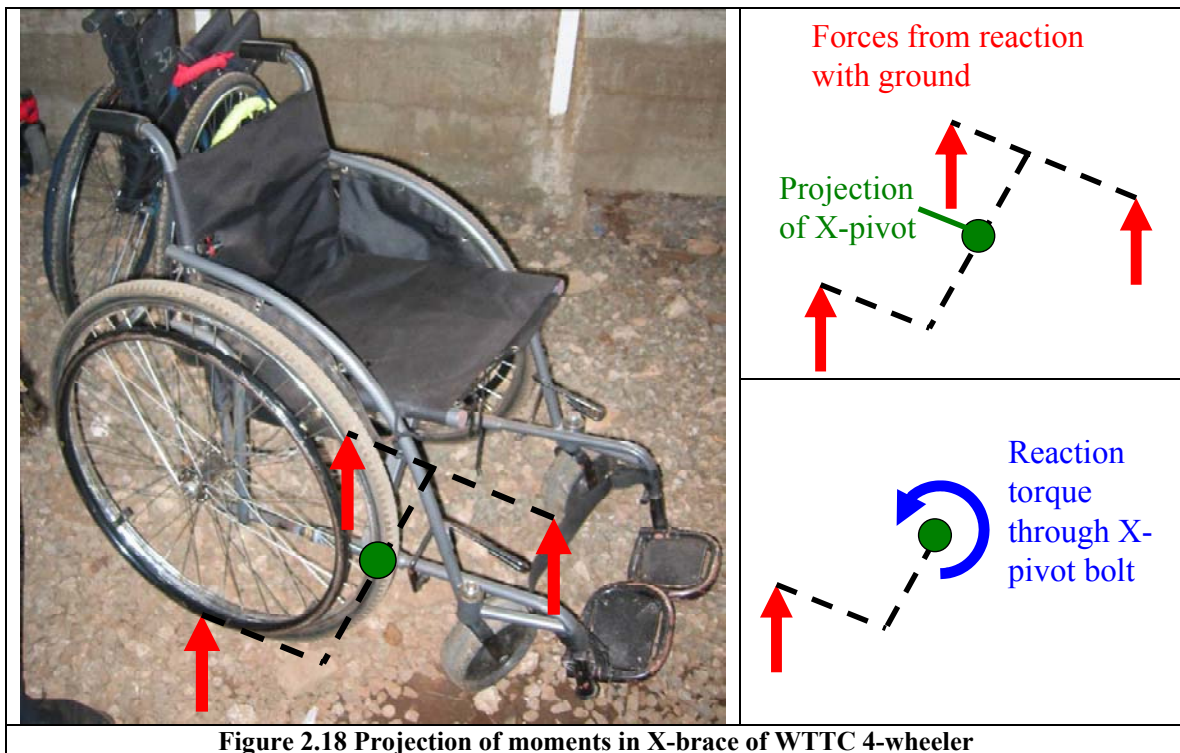 Forces from reaction
with ground
Projection
of X-pivot
Reaction
torque
through X-
pivot bolt
32
Figure 2.18 Projection of moments in X-brace of WTTC 4-wheeler